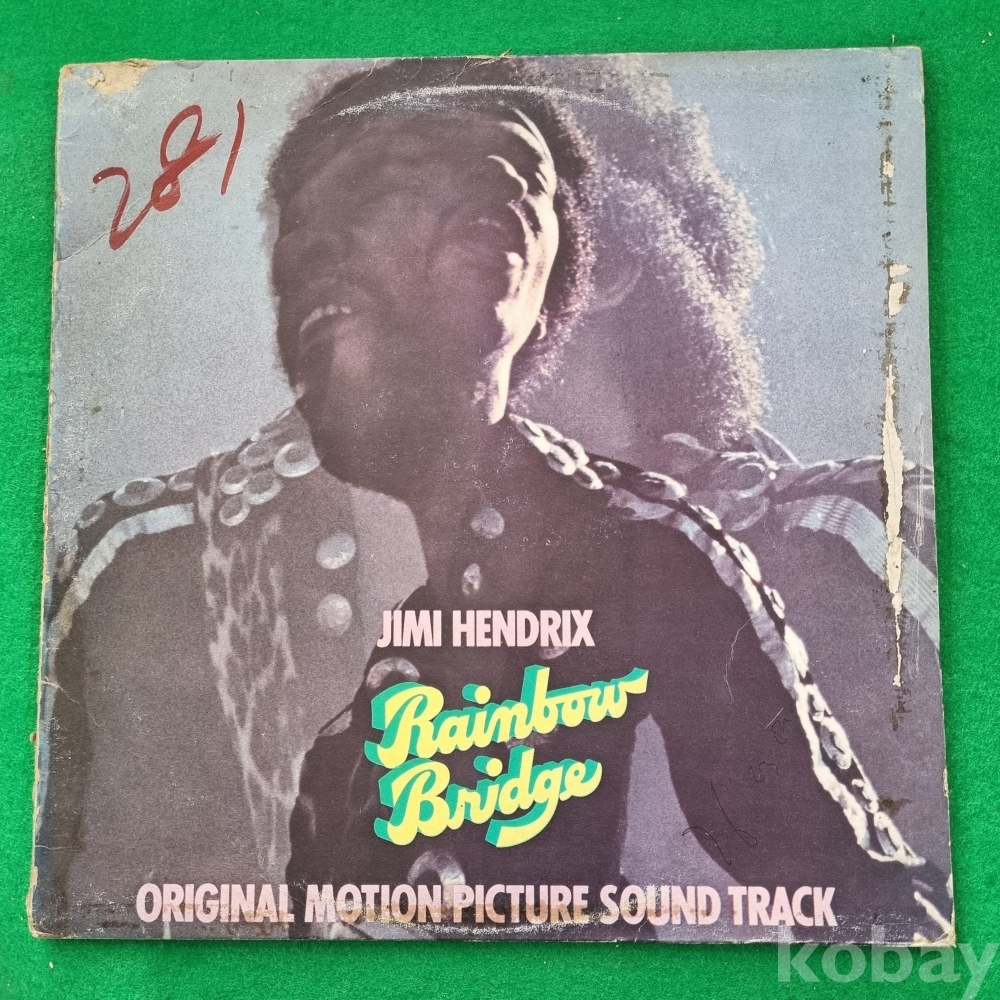 281
JIMI HENDRIX
Rainbow
Bridge
ORIGINAL MOTION PICTURE SOUND TRACK
kobay